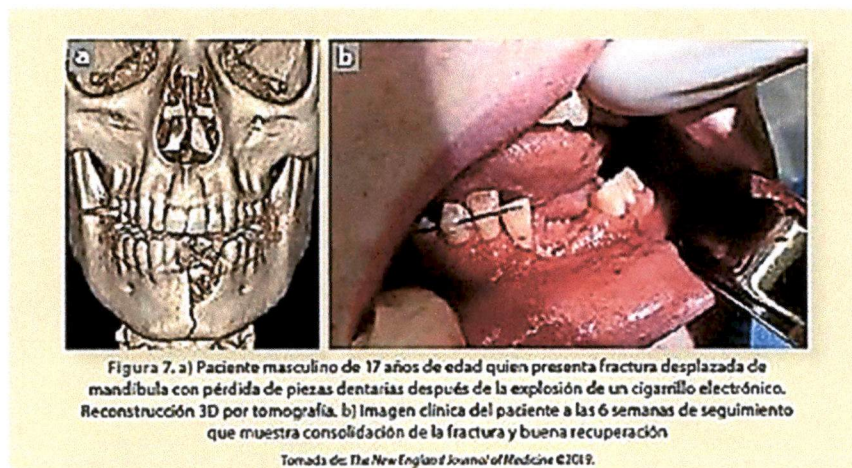 a
b
Figura 7. a) Paciente masculino de 17 años de edad quien presenta fractura desplazada de
mandíbula con pérdida de piezas dentarias después de la explosión de un cigarrillo electrónico.
Reconstrucción 3D por tomografía. b) Imagen clínica del paciente a las 6 semanas de seguimiento
que muestra consolidación de la fractura y buena recuperación
Tomada de: The New England Journal of Medicine ©2019.